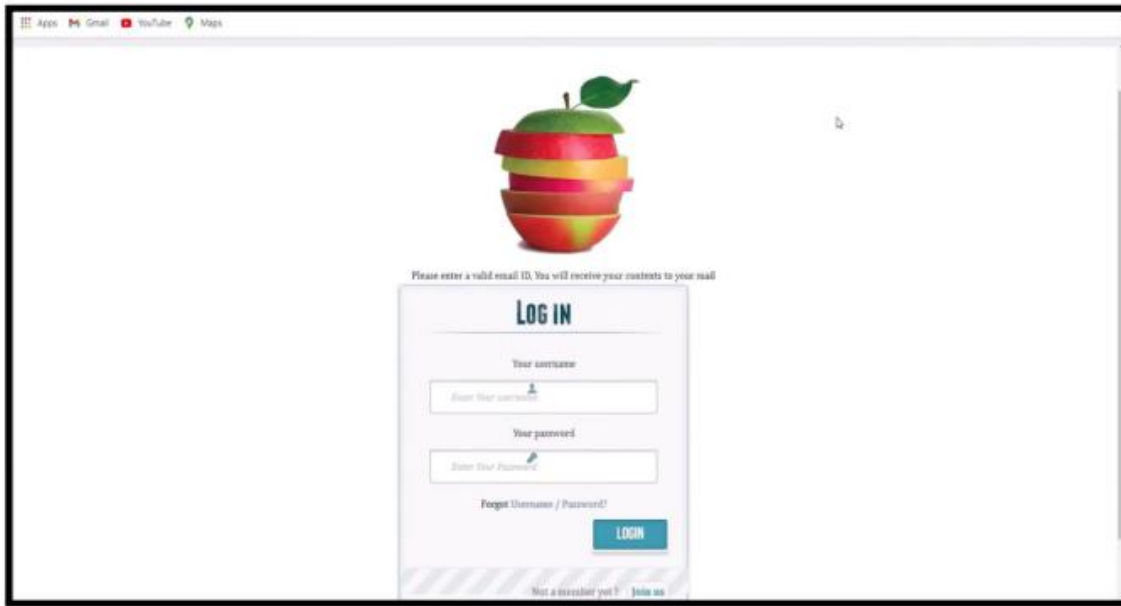 Apps Gmail YouTube Maps
Please enter a valid email ID, You will receive your contents to your mail
LOG IN
Your username
Enter Your username
Your password
Enter Your Password
Forgot Username / Password?
LOGIN
Not a member yet ? Join us